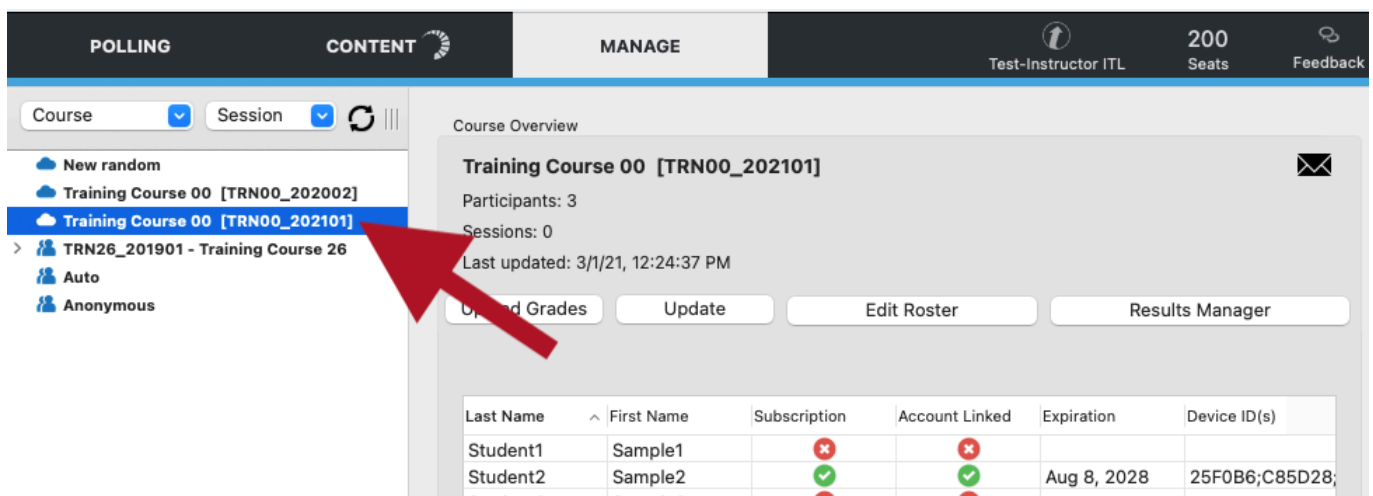 POLLING CONTENT MANAGE Test-Instructor ITL 200 Seats Feedback
Course Session
New random
Training Course 00 [TRN00_202002]
Training Course 00 [TRN00_202101]
TRN26_201901 - Training Course 26
Auto
Anonymous
Course Overview
Training Course 00 [TRN00_202101]
Participants: 3
Sessions: 0
Last updated: 3/1/21, 12:24:37 PM
Grades Update Edit Roster Results Manager
Last Name First Name Subscription Account Linked Expiration Device ID(s)
Student1 Sample1
Student2 Sample2 Aug 8, 2028 25F0B6;C85D28;